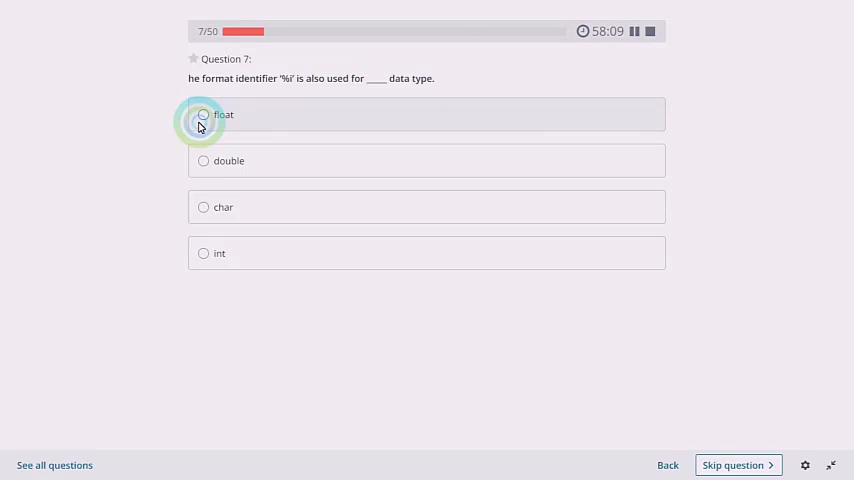 7/50
58:09
Question 7:
he format identifier ‘%i’ is also used for _____ data type.
float
double
char
int
See all questions
Back
Skip question